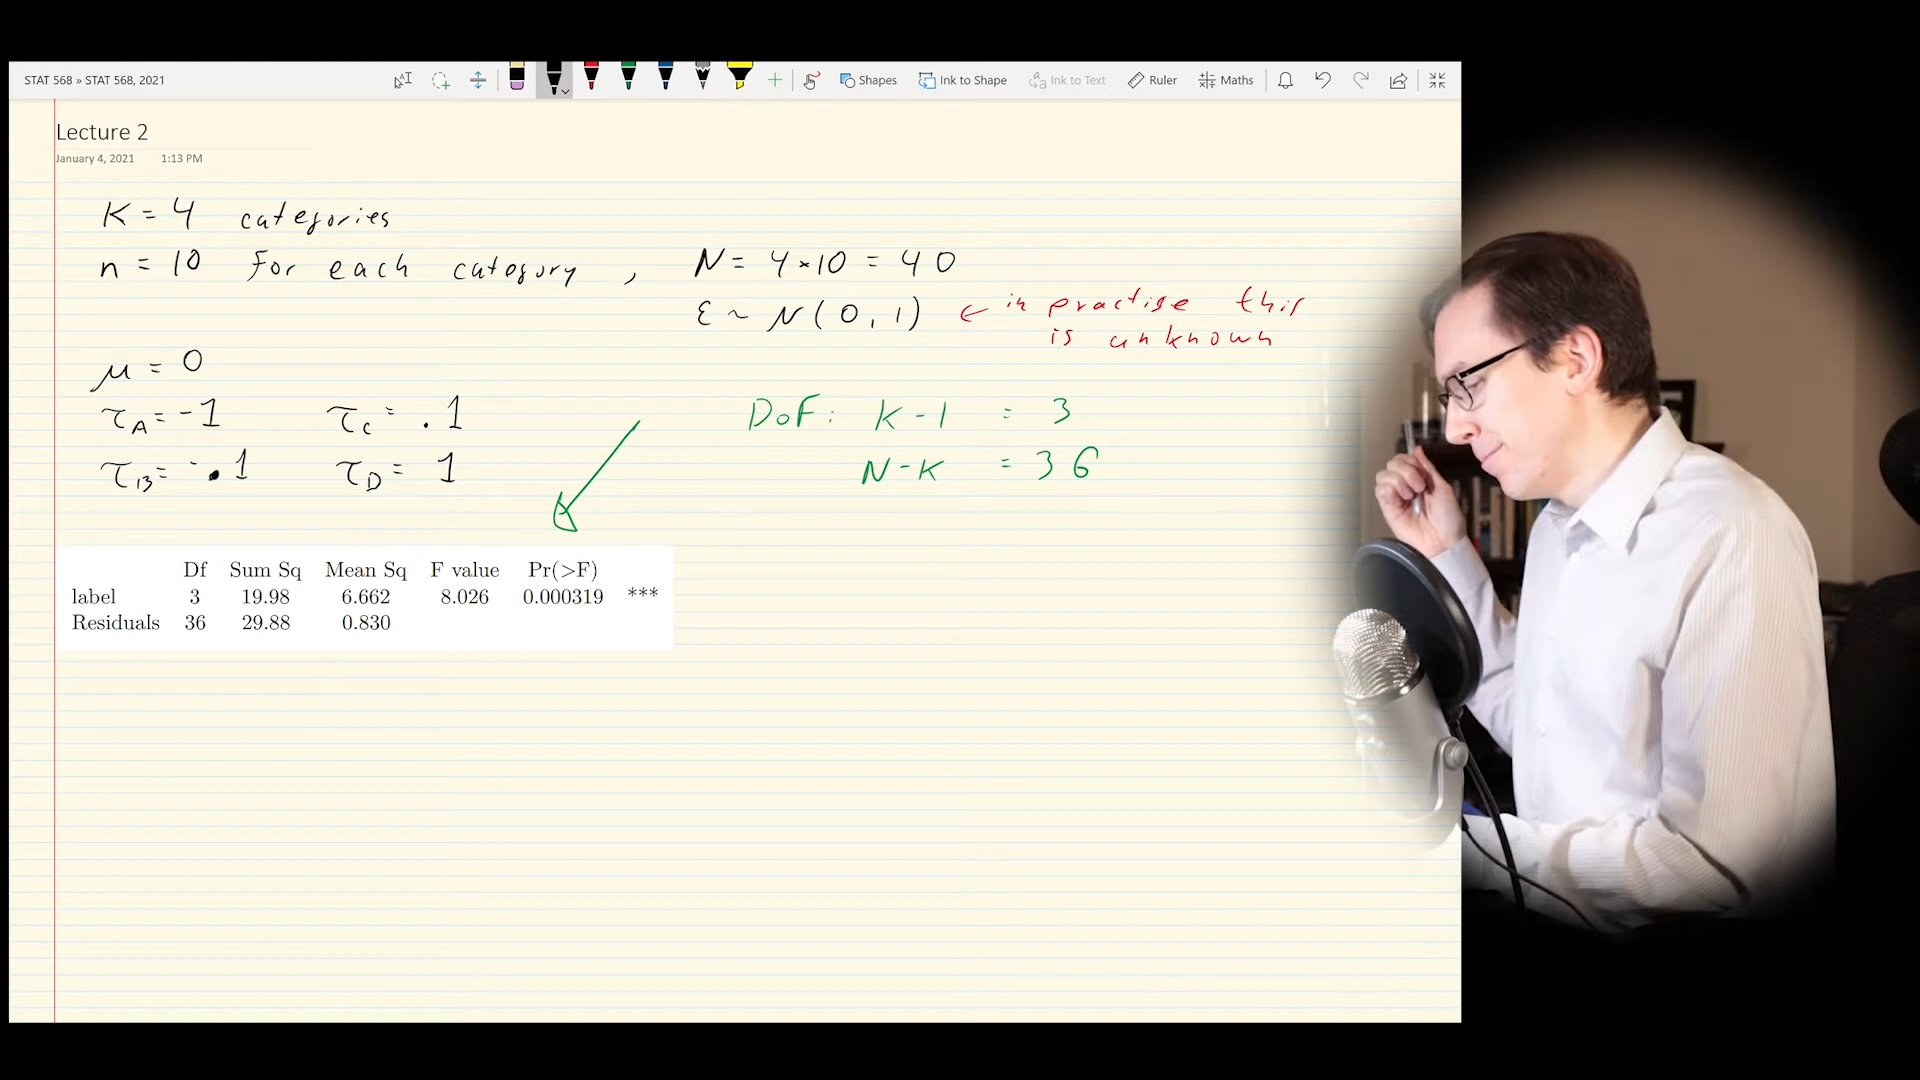 STAT 568 » STAT 568, 2021
Shapes Ink to Shape Ink to Text Ruler Maths
Lecture 2
January 4, 2021 1:13 PM
K = 4 categories
n = 10 for each category , N = 4 × 10 = 40
ε ~ N(0, 1) ← in practise this
is unknown
μ = 0
τA = -1 τC = .1 DoF: K - 1 = 3
τB = -.1 τD = 1 N - K = 36
Df Sum Sq Mean Sq F value Pr(>F)
label 3 19.98 6.662 8.026 0.000319 ***
Residuals 36 29.88 0.830